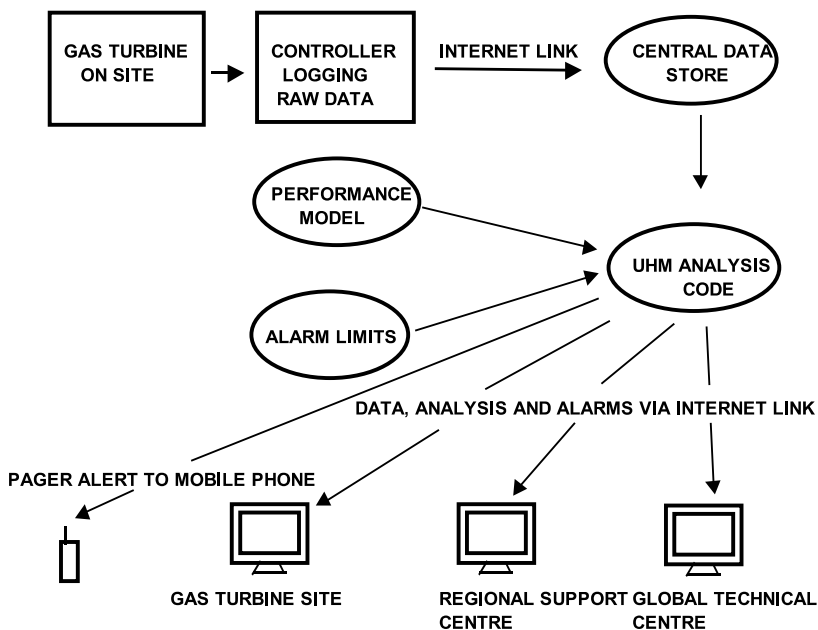 GAS TURBINE
ON SITE
CONTROLLER
LOGGING
RAW DATA
INTERNET LINK
CENTRAL DATA
STORE
PERFORMANCE
MODEL
UHM ANALYSIS
CODE
ALARM LIMITS
DATA, ANALYSIS AND ALARMS VIA INTERNET LINK
PAGER ALERT TO MOBILE PHONE
GAS TURBINE SITE
REGIONAL SUPPORT
CENTRE
GLOBAL TECHNICAL
CENTRE